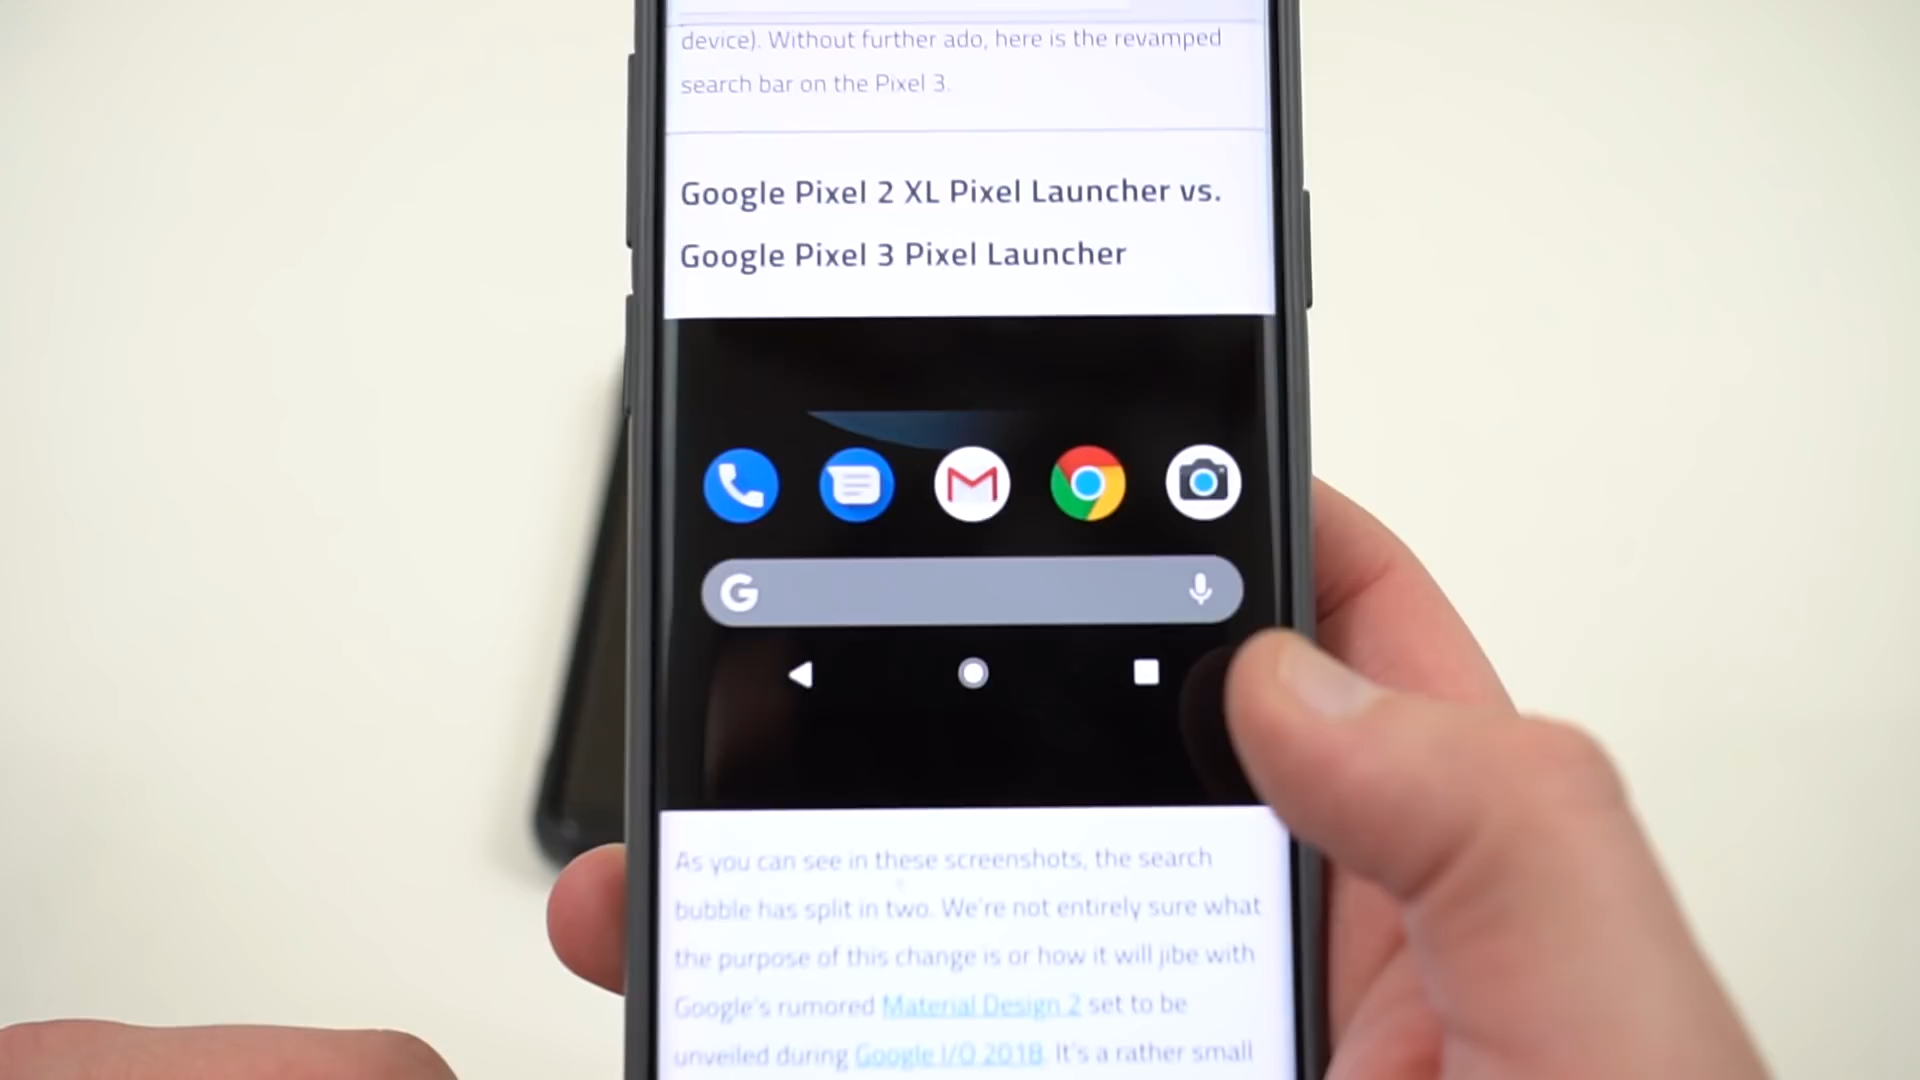 device). Without further ado, here is the revamped
search bar on the Pixel 3.
Google Pixel 2 XL Pixel Launcher vs.
Google Pixel 3 Pixel Launcher
G
As you can see in these screenshots, the search
bubble has split in two. We're not entirely sure what
the purpose of this change is or how it will jibe with
Google's rumored Material Design 2 set to be
unveiled during Google I/O 2018. It's a rather small